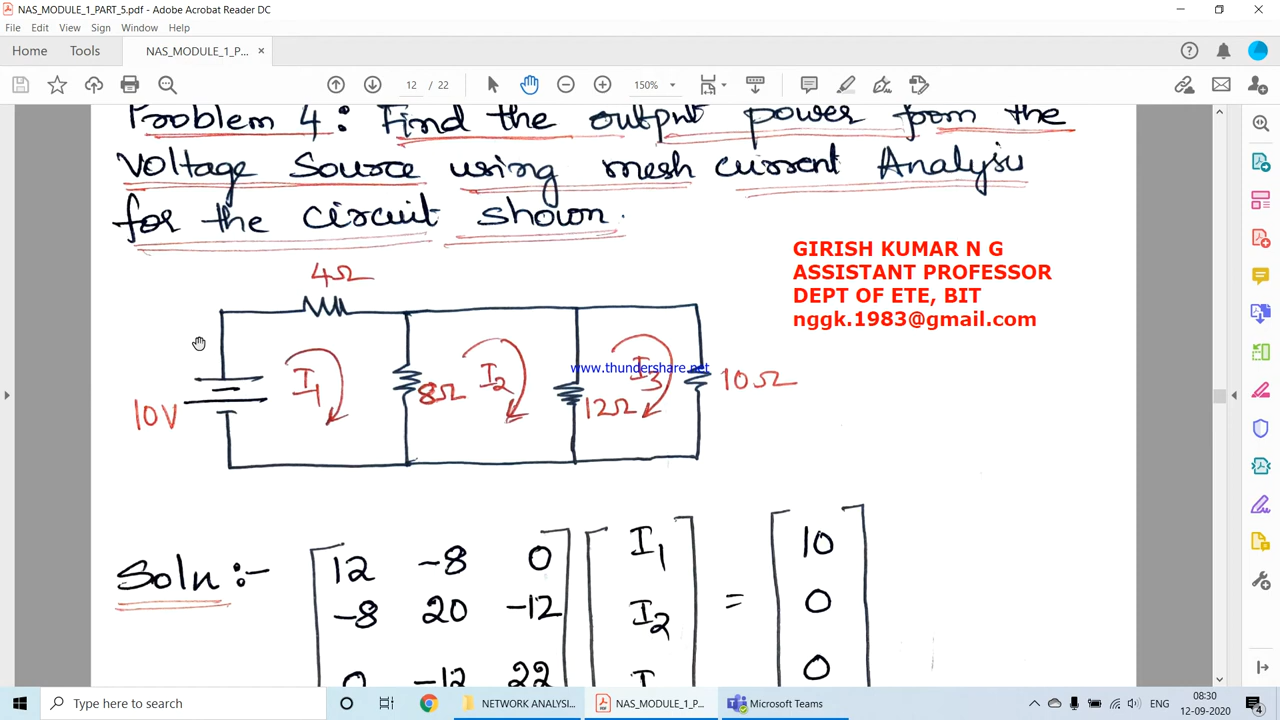 NAS_MODULE_1_PART_5.pdf - Adobe Acrobat Reader DC
File Edit View Sign Window Help
Home Tools NAS_MODULE_1_P... ×
12 / 22 150%
Problem 4 : Find the output power from the
Voltage Source using mesh current Analysis
for the circuit shown.
GIRISH KUMAR N G
ASSISTANT PROFESSOR
DEPT OF ETE, BIT
nggk.1983@gmail.com
4Ω
www.thundershare.net
10V I1 8Ω I2 12Ω I3 10Ω
Soln :-
12 -8 0 I1 10
-8 20 -12 I2 = 0
0 -12 22 I 0
Type here to search
NETWORK ANALYSI... NAS_MODULE_1_P... Microsoft Teams
08:30
12-09-2020
4